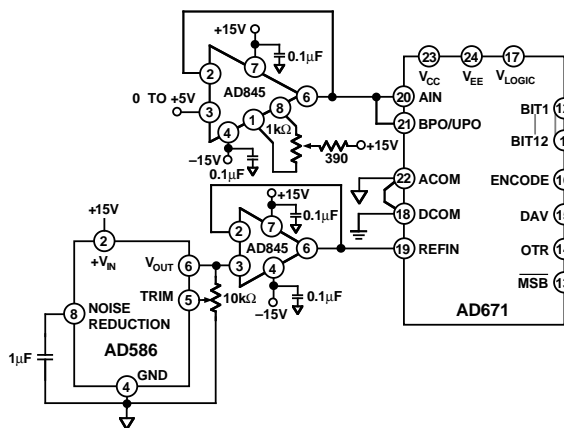 +15V
0.1µF
7
2
AD845
6
0 TO +5V
3
1
8
4
1kΩ
–15V
0.1µF
390
+15V
23
24
17
VCC
VEE
VLOGIC
20
AIN
21
BPO/UPO
22
ACOM
18
DCOM
19
REFIN
BIT1
BIT12
ENCODE
DAV
OTR
MSB
AD671
+15V
0.1µF
7
2
AD845
6
3
4
–15V
0.1µF
+15V
2
+VIN
VOUT
6
TRIM
5
10kΩ
8
NOISE
REDUCTION
AD586
1µF
4
GND